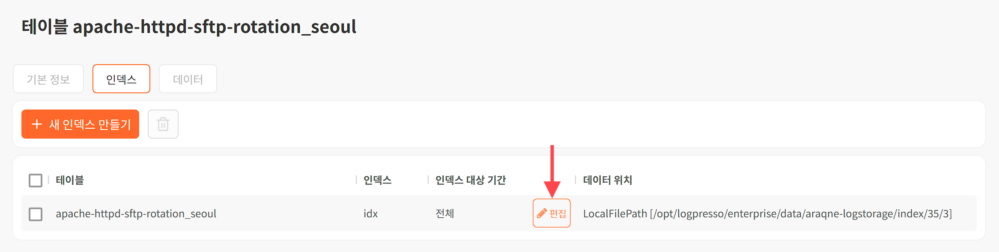 테이블 apache-httpd-sftp-rotation_seoul
기본 정보 인덱스 데이터
새 인덱스 만들기
테이블 인덱스 인덱스 대상 기간 데이터 위치
apache-httpd-sftp-rotation_seoul idx 전체 편집 LocalFilePath [/opt/logpresso/enterprise/data/araqne-logstorage/index/35/3]